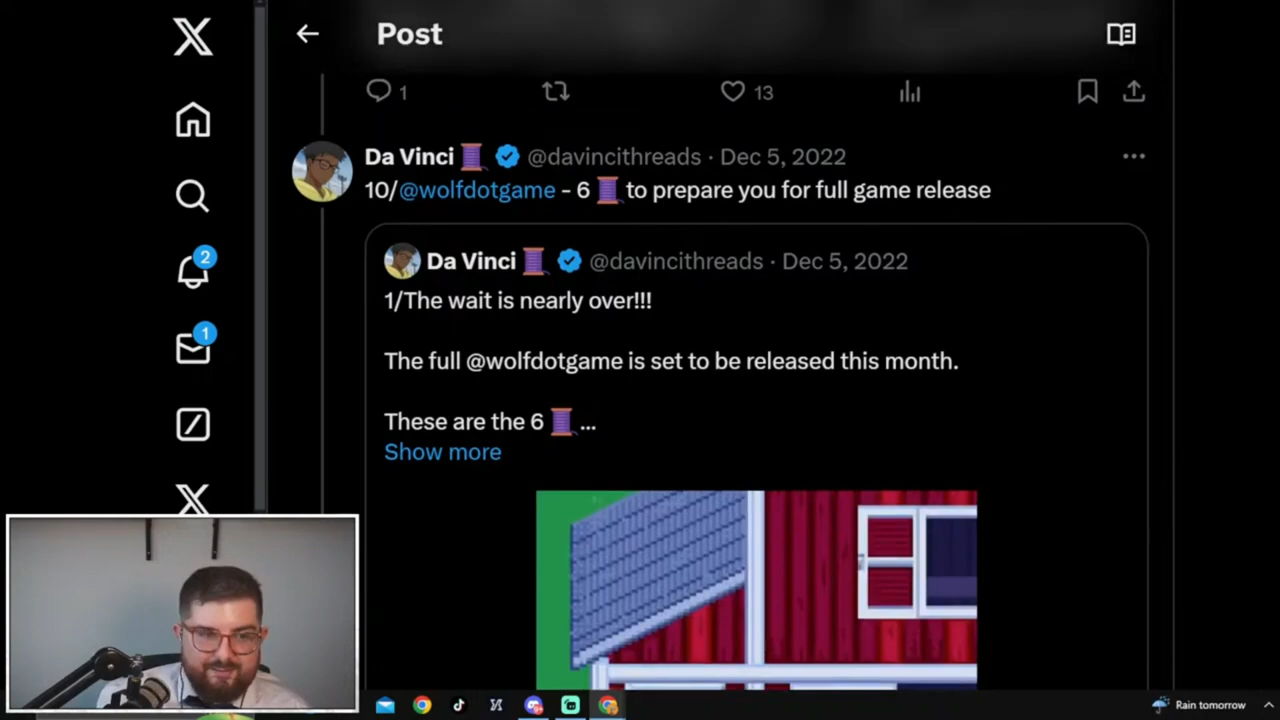 Post
1
13
Da Vinci🧵 @davincithreads · Dec 5, 2022
10/@wolfdotgame - 6 🧵 to prepare you for full game release
Da Vinci🧵 @davincithreads · Dec 5, 2022
1/The wait is nearly over!!!
The full @wolfdotgame is set to be released this month.
These are the 6 🧵...
Show more
2
1
Rain tomorrow